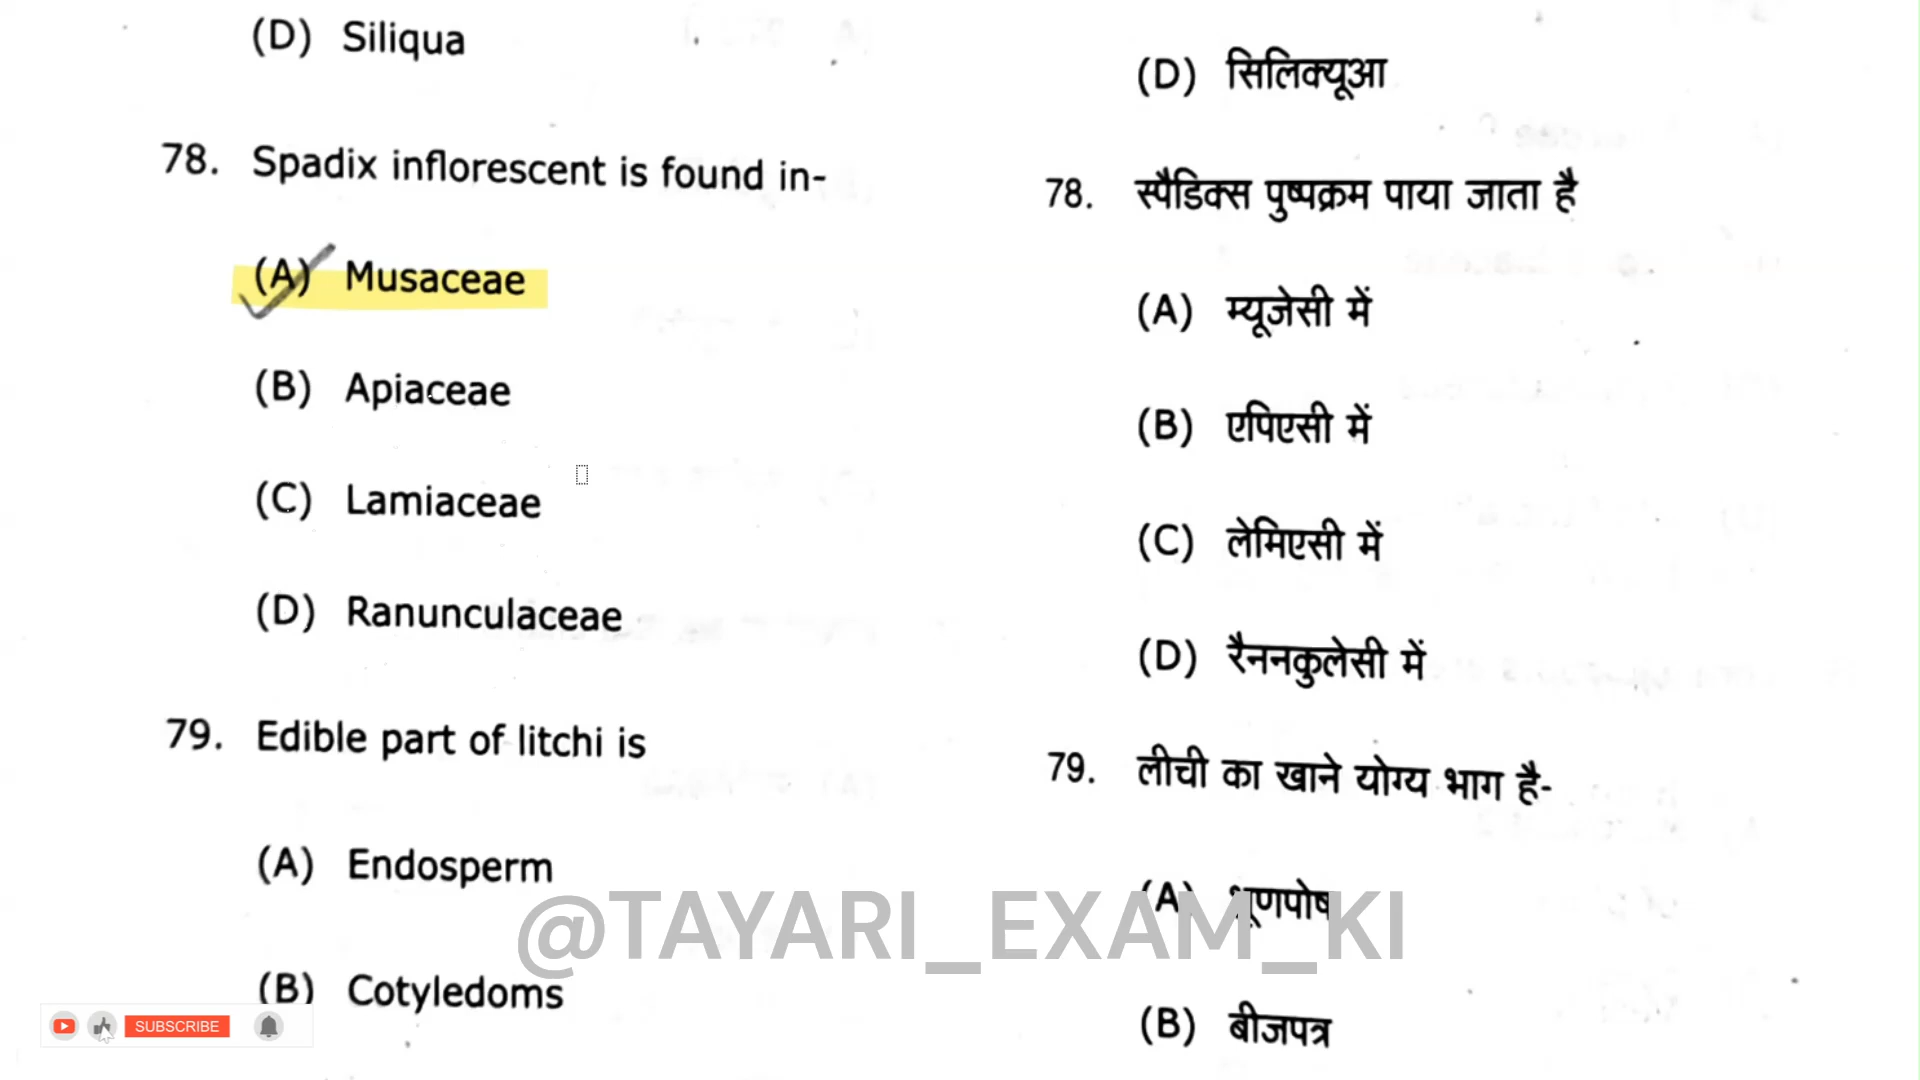 (D) Siliqua
78. Spadix inflorescent is found in-
(A) Musaceae
(B) Apiaceae
(C) Lamiaceae
(D) Ranunculaceae
79. Edible part of litchi is
(A) Endosperm
(B) Cotyledoms
(D) सिलिक्यूआ
78. स्पैडिक्स पुष्पक्रम पाया जाता है
(A) म्यूजेसी में
(B) एपिएसी में
(C) लेमिएसी में
(D) रैननकुलेसी में
79. लीची का खाने योग्य भाग है-
(A) भ्रूणपोष
(B) बीजपत्र
@TAYARI_EXAM_KI
SUBSCRIBE